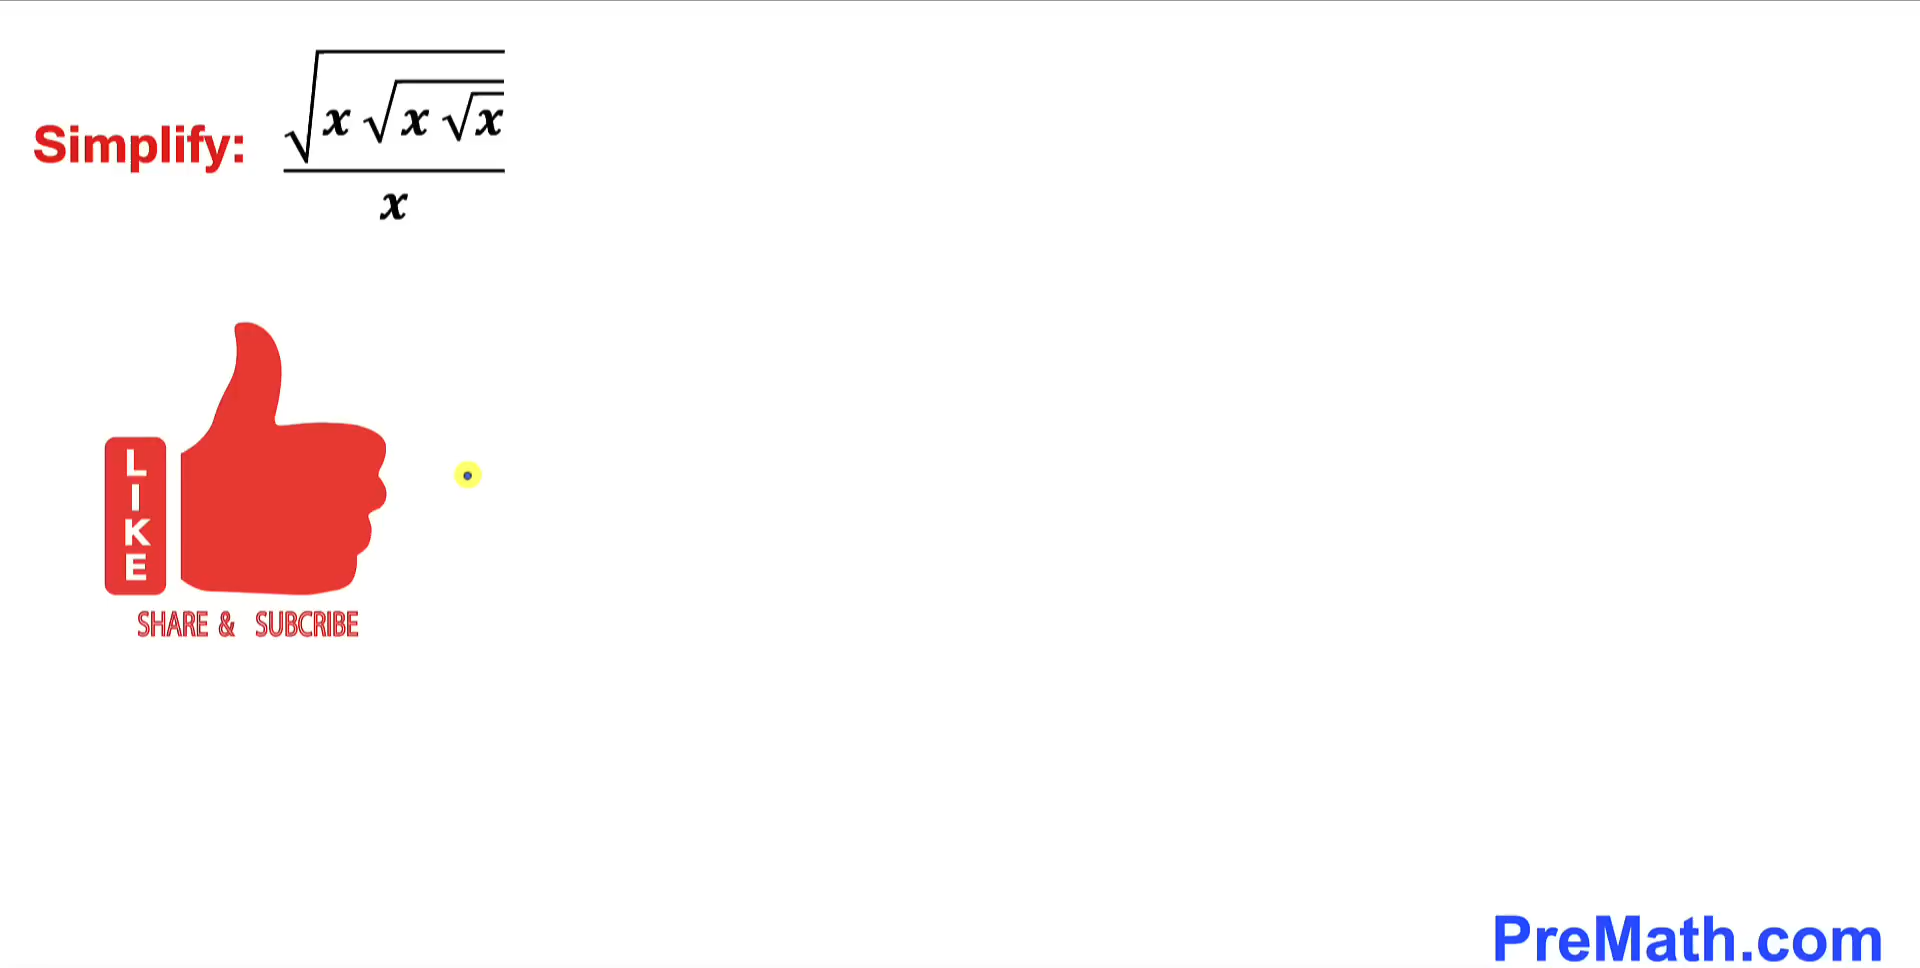 Simplify: √(x√(x√x)) / x
L
I
K
E
SHARE & SUBCRIBE
PreMath.com